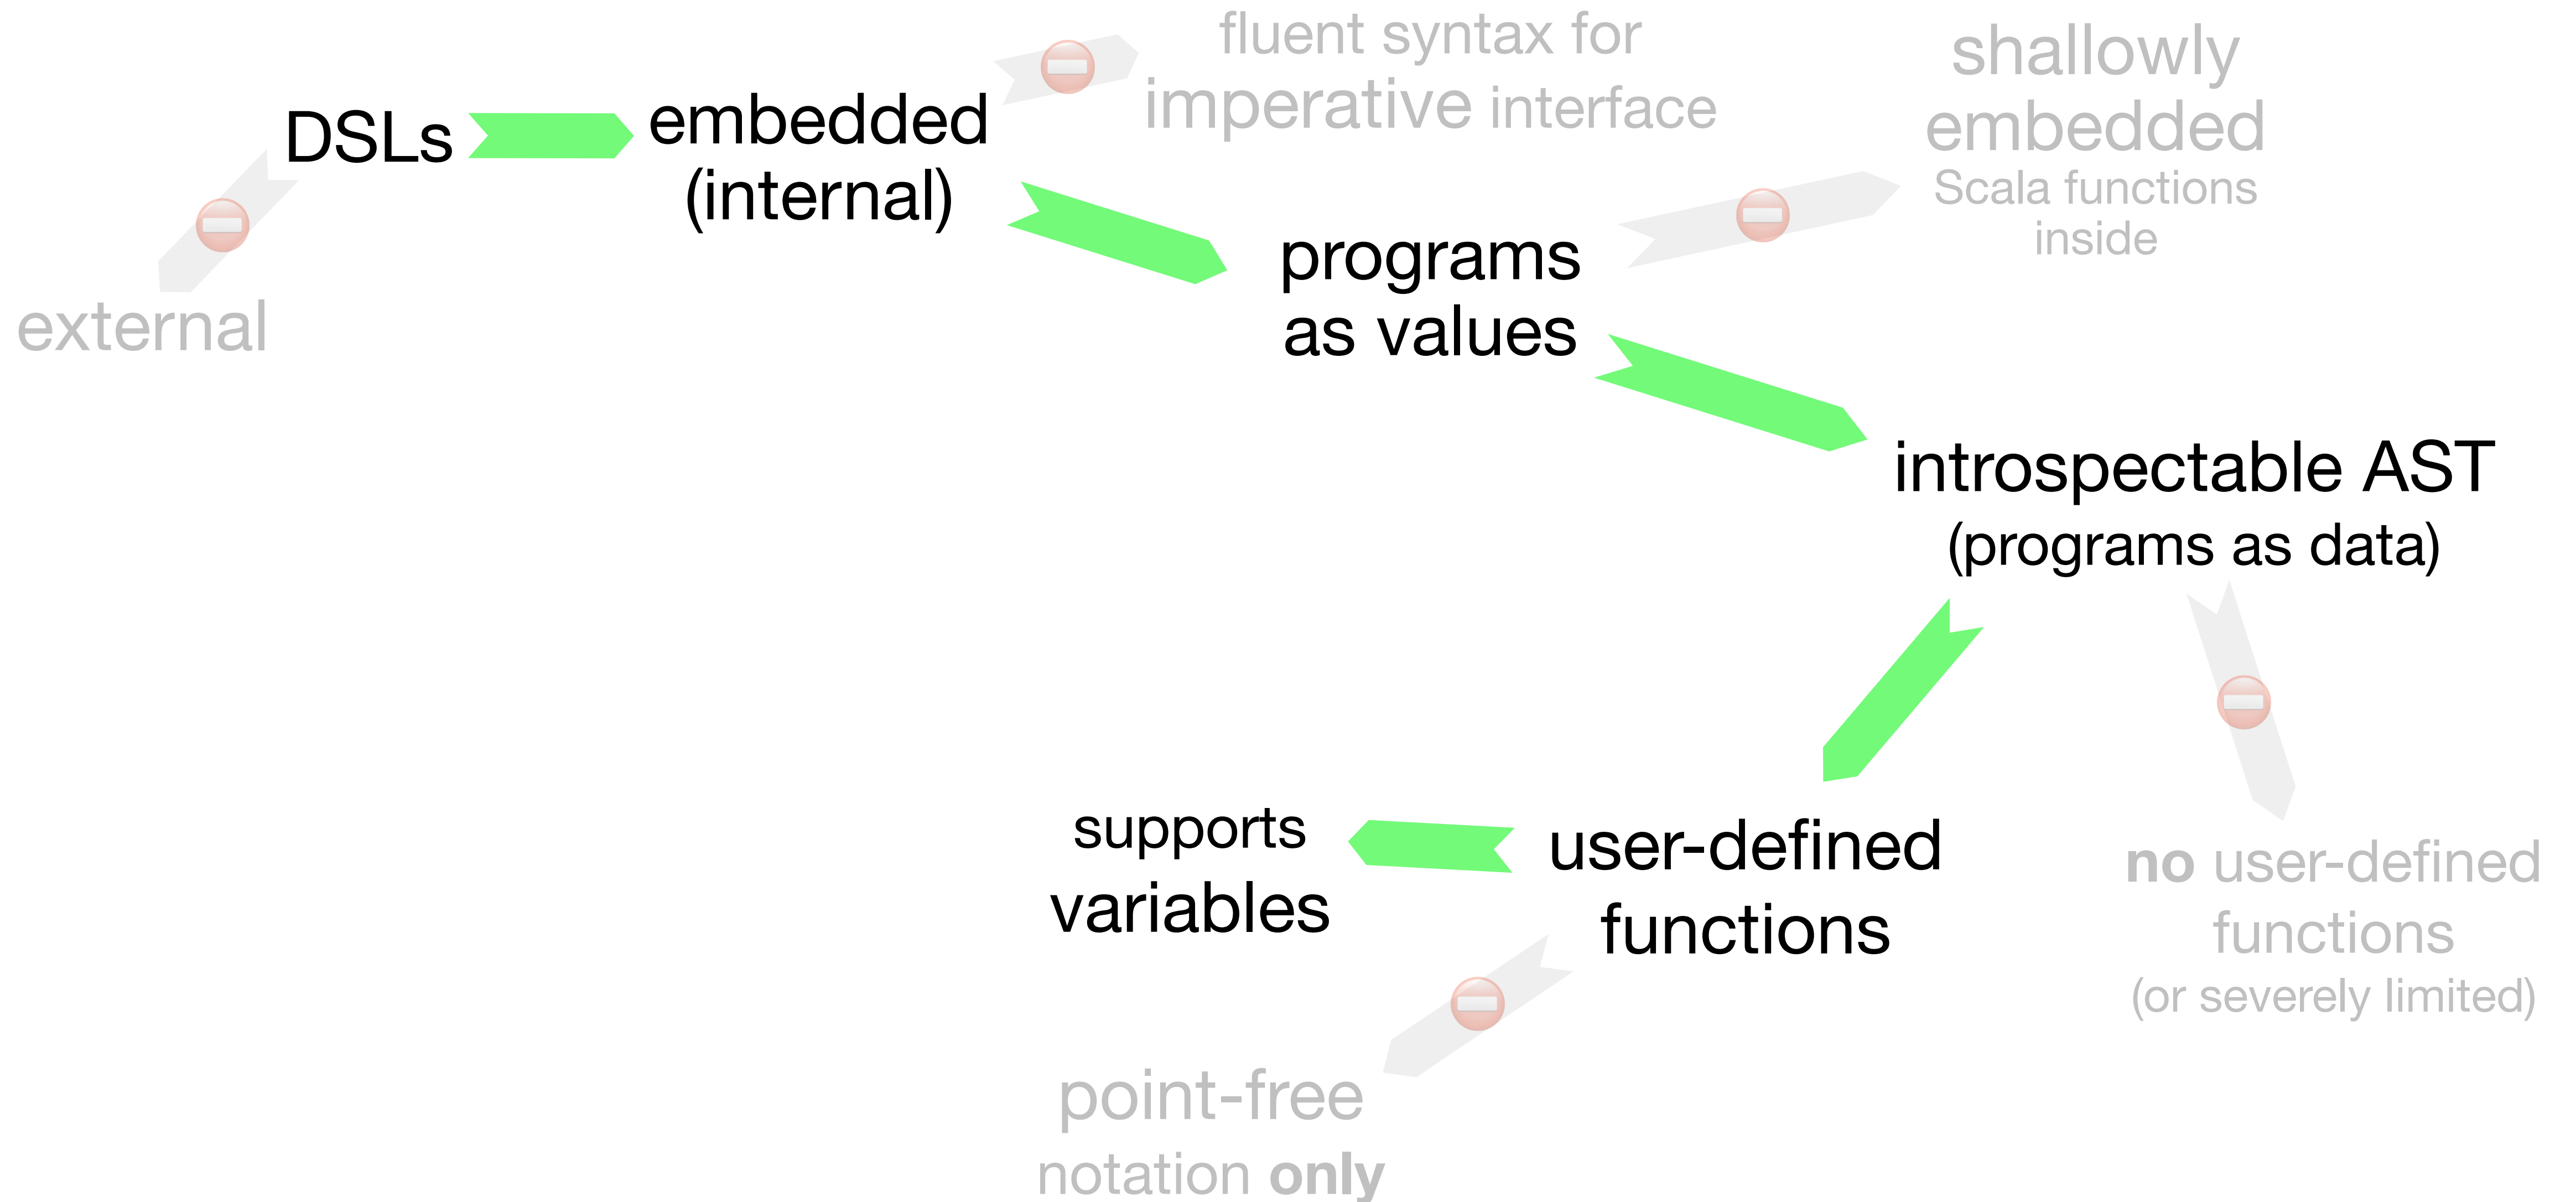 DSLs
external
embedded
(internal)
fluent syntax for
imperative interface
programs
as values
shallowly
embedded
Scala functions
inside
introspectable AST
(programs as data)
user-defined
functions
no user-defined
functions
(or severely limited)
supports
variables
point-free
notation only